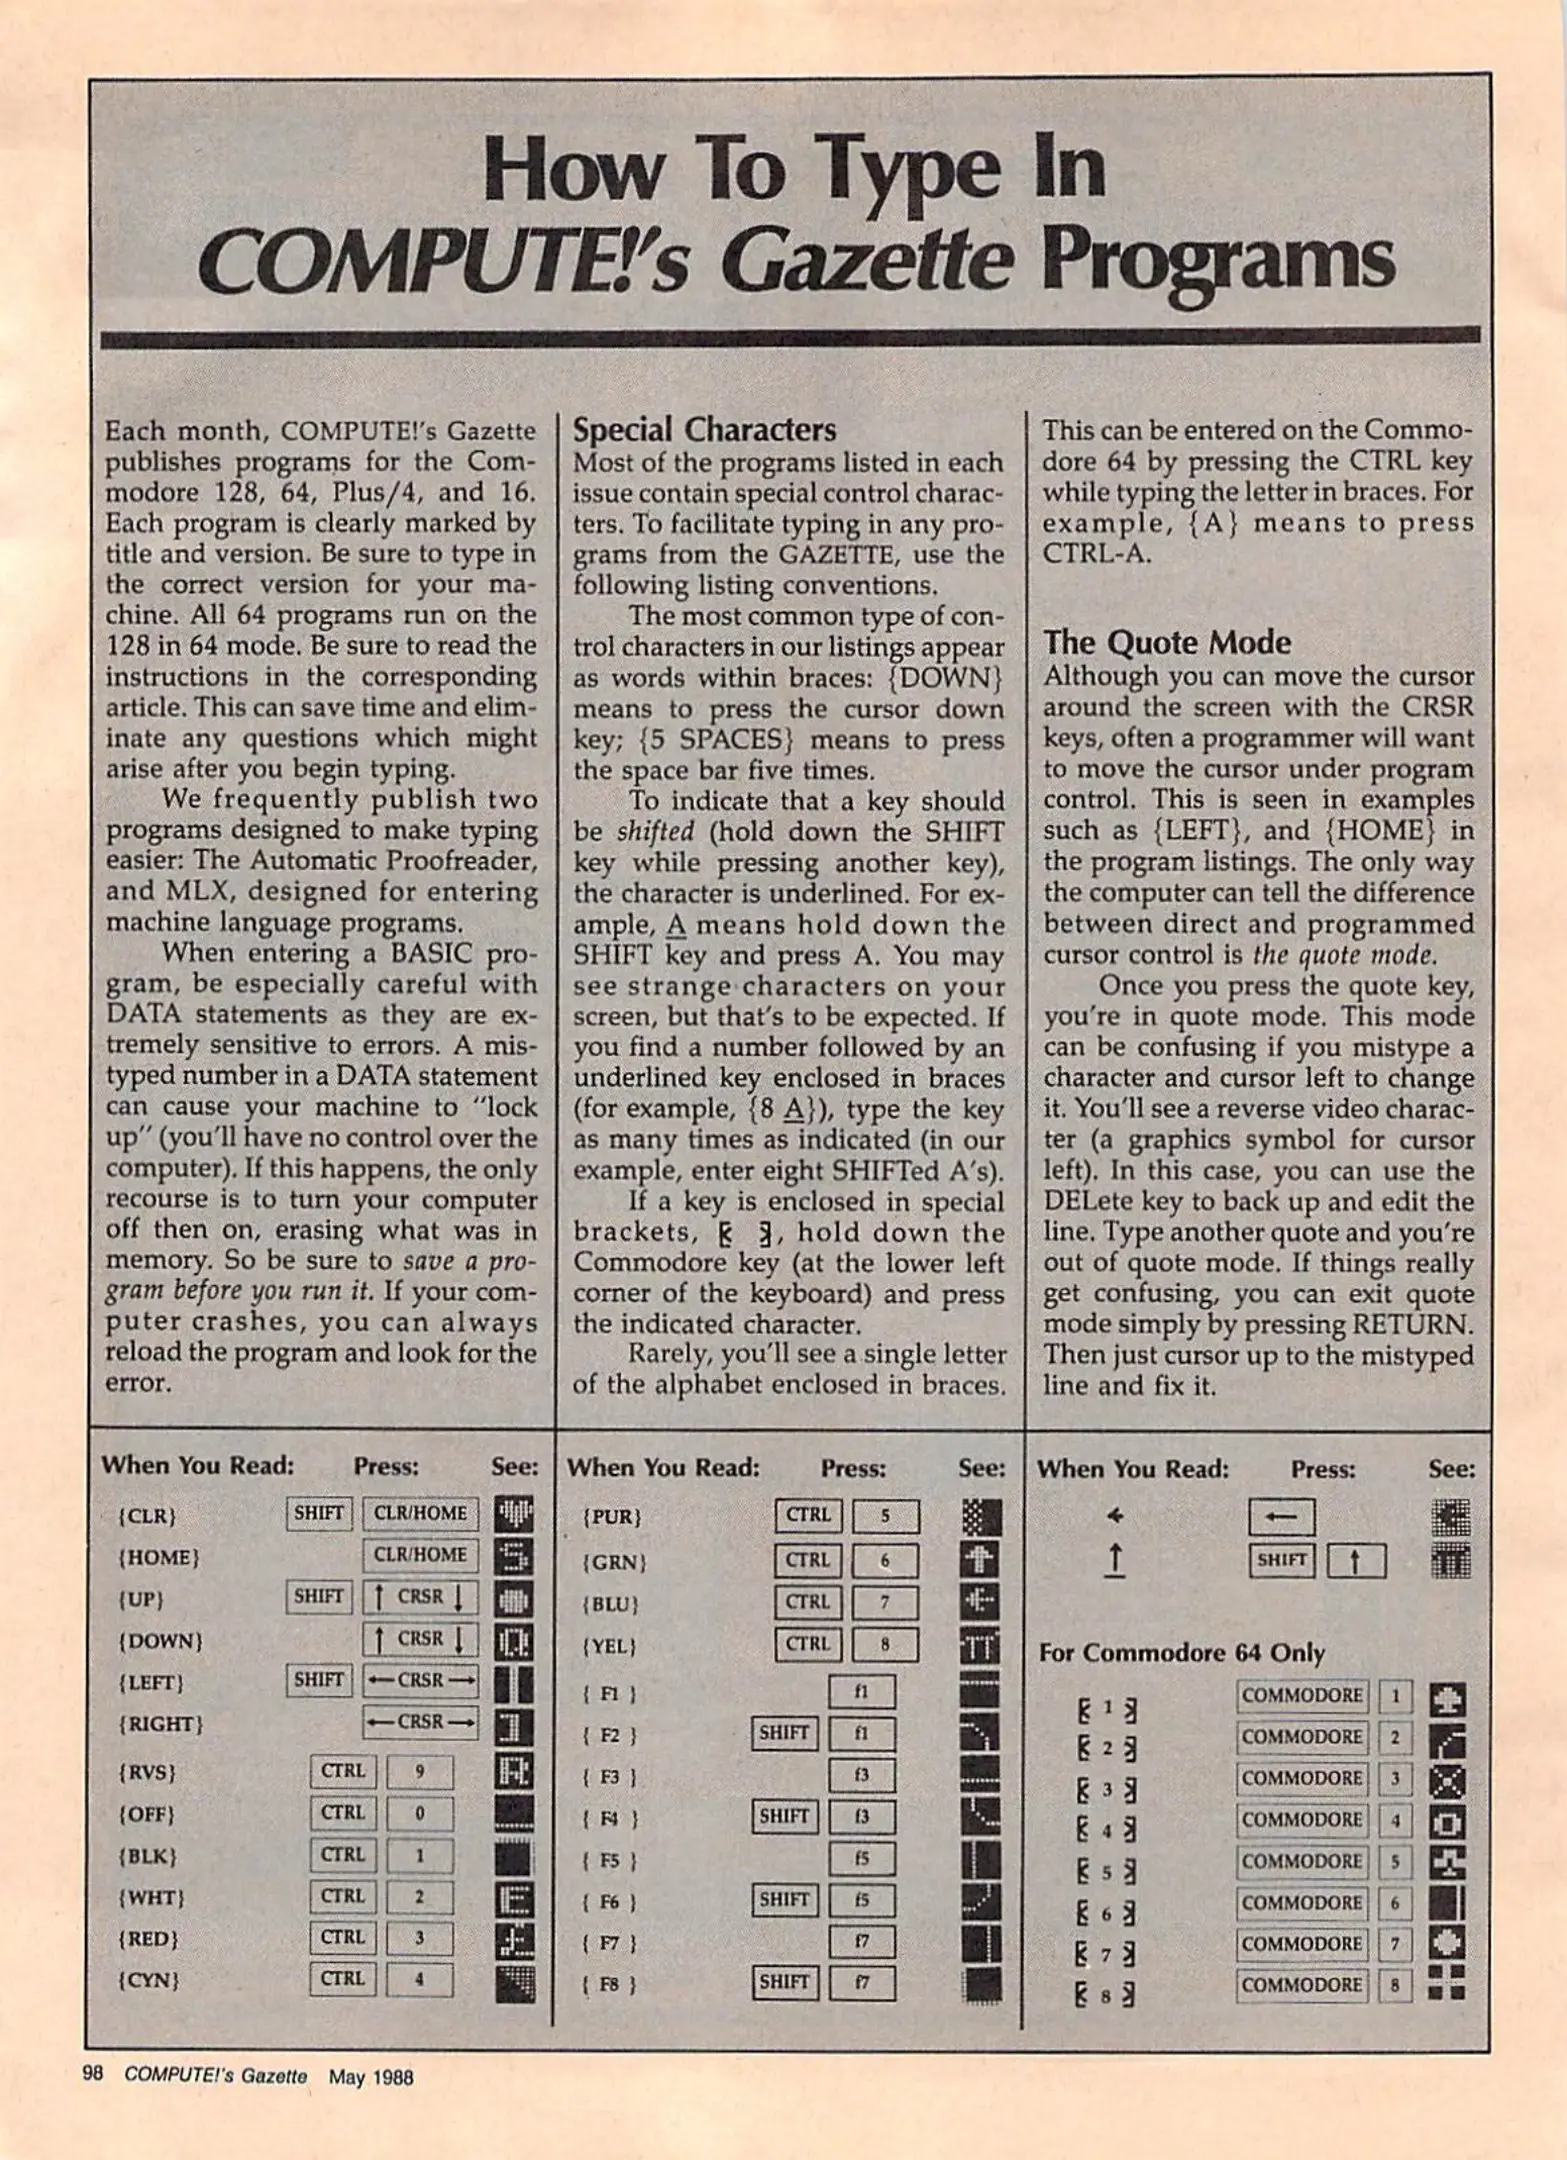 How To Type In
COMPUTE!'s Gazette Programs
Each month, COMPUTE!'s Gazette
publishes programs for the Com-
modore 128, 64, Plus/4, and 16.
Each program is clearly marked by
title and version. Be sure to type in
the correct version for your ma-
chine. All 64 programs run on the
128 in 64 mode. Be sure to read the
instructions in the corresponding
article. This can save time and elim-
inate any questions which might
arise after you begin typing.
We frequently publish two
programs designed to make typing
easier: The Automatic Proofreader,
and MLX, designed for entering
machine language programs.
When entering a BASIC pro-
gram, be especially careful with
DATA statements as they are ex-
tremely sensitive to errors. A mis-
typed number in a DATA statement
can cause your machine to "lock
up" (you'll have no control over the
computer). If this happens, the only
recourse is to turn your computer
off then on, erasing what was in
memory. So be sure to save a pro-
gram before you run it. If your com-
puter crashes, you can always
reload the program and look for the
error.
Special Characters
Most of the programs listed in each
issue contain special control charac-
ters. To facilitate typing in any pro-
grams from the GAZETTE, use the
following listing conventions.
The most common type of con-
trol characters in our listings appear
as words within braces: {DOWN}
means to press the cursor down
key; {5 SPACES} means to press
the space bar five times.
To indicate that a key should
be shifted (hold down the SHIFT
key while pressing another key),
the character is underlined. For ex-
ample, A means hold down the
SHIFT key and press A. You may
see strange characters on your
screen, but that's to be expected. If
you find a number followed by an
underlined key enclosed in braces
(for example, {8 A}), type the key
as many times as indicated (in our
example, enter eight SHIFTed A's).
If a key is enclosed in special
brackets, [< >], hold down the
Commodore key (at the lower left
corner of the keyboard) and press
the indicated character.
Rarely, you'll see a single letter
of the alphabet enclosed in braces.
This can be entered on the Commo-
dore 64 by pressing the CTRL key
while typing the letter in braces. For
example, {A} means to press
CTRL-A.
The Quote Mode
Although you can move the cursor
around the screen with the CRSR
keys, often a programmer will want
to move the cursor under program
control. This is seen in examples
such as {LEFT}, and {HOME} in
the program listings. The only way
the computer can tell the difference
between direct and programmed
cursor control is the quote mode.
Once you press the quote key,
you're in quote mode. This mode
can be confusing if you mistype a
character and cursor left to change
it. You'll see a reverse video charac-
ter (a graphics symbol for cursor
left). In this case, you can use the
DELete key to back up and edit the
line. Type another quote and you're
out of quote mode. If things really
get confusing, you can exit quote
mode simply by pressing RETURN.
Then just cursor up to the mistyped
line and fix it.
When You Read: Press: See:
{CLR} SHIFT CLR/HOME
{HOME} CLR/HOME
{UP} SHIFT ↑ CRSR ↓
{DOWN} ↑ CRSR ↓
{LEFT} SHIFT ←CRSR→
{RIGHT} ←CRSR→
{RVS} CTRL 9
{OFF} CTRL 0
{BLK} CTRL 1
{WHT} CTRL 2
{RED} CTRL 3
{CYN} CTRL 4
When You Read: Press: See:
{PUR} CTRL 5
{GRN} CTRL 6
{BLU} CTRL 7
{YEL} CTRL 8
{ F1 } f1
{ F2 } SHIFT f1
{ F3 } f3
{ F4 } SHIFT f3
{ F5 } f5
{ F6 } SHIFT f5
{ F7 } f7
{ F8 } SHIFT f7
When You Read: Press: See:
← ←
↑ SHIFT ↑
For Commodore 64 Only
[< 1 >] COMMODORE 1
[< 2 >] COMMODORE 2
[< 3 >] COMMODORE 3
[< 4 >] COMMODORE 4
[< 5 >] COMMODORE 5
[< 6 >] COMMODORE 6
[< 7 >] COMMODORE 7
[< 8 >] COMMODORE 8
98 COMPUTE!'s Gazette May 1988